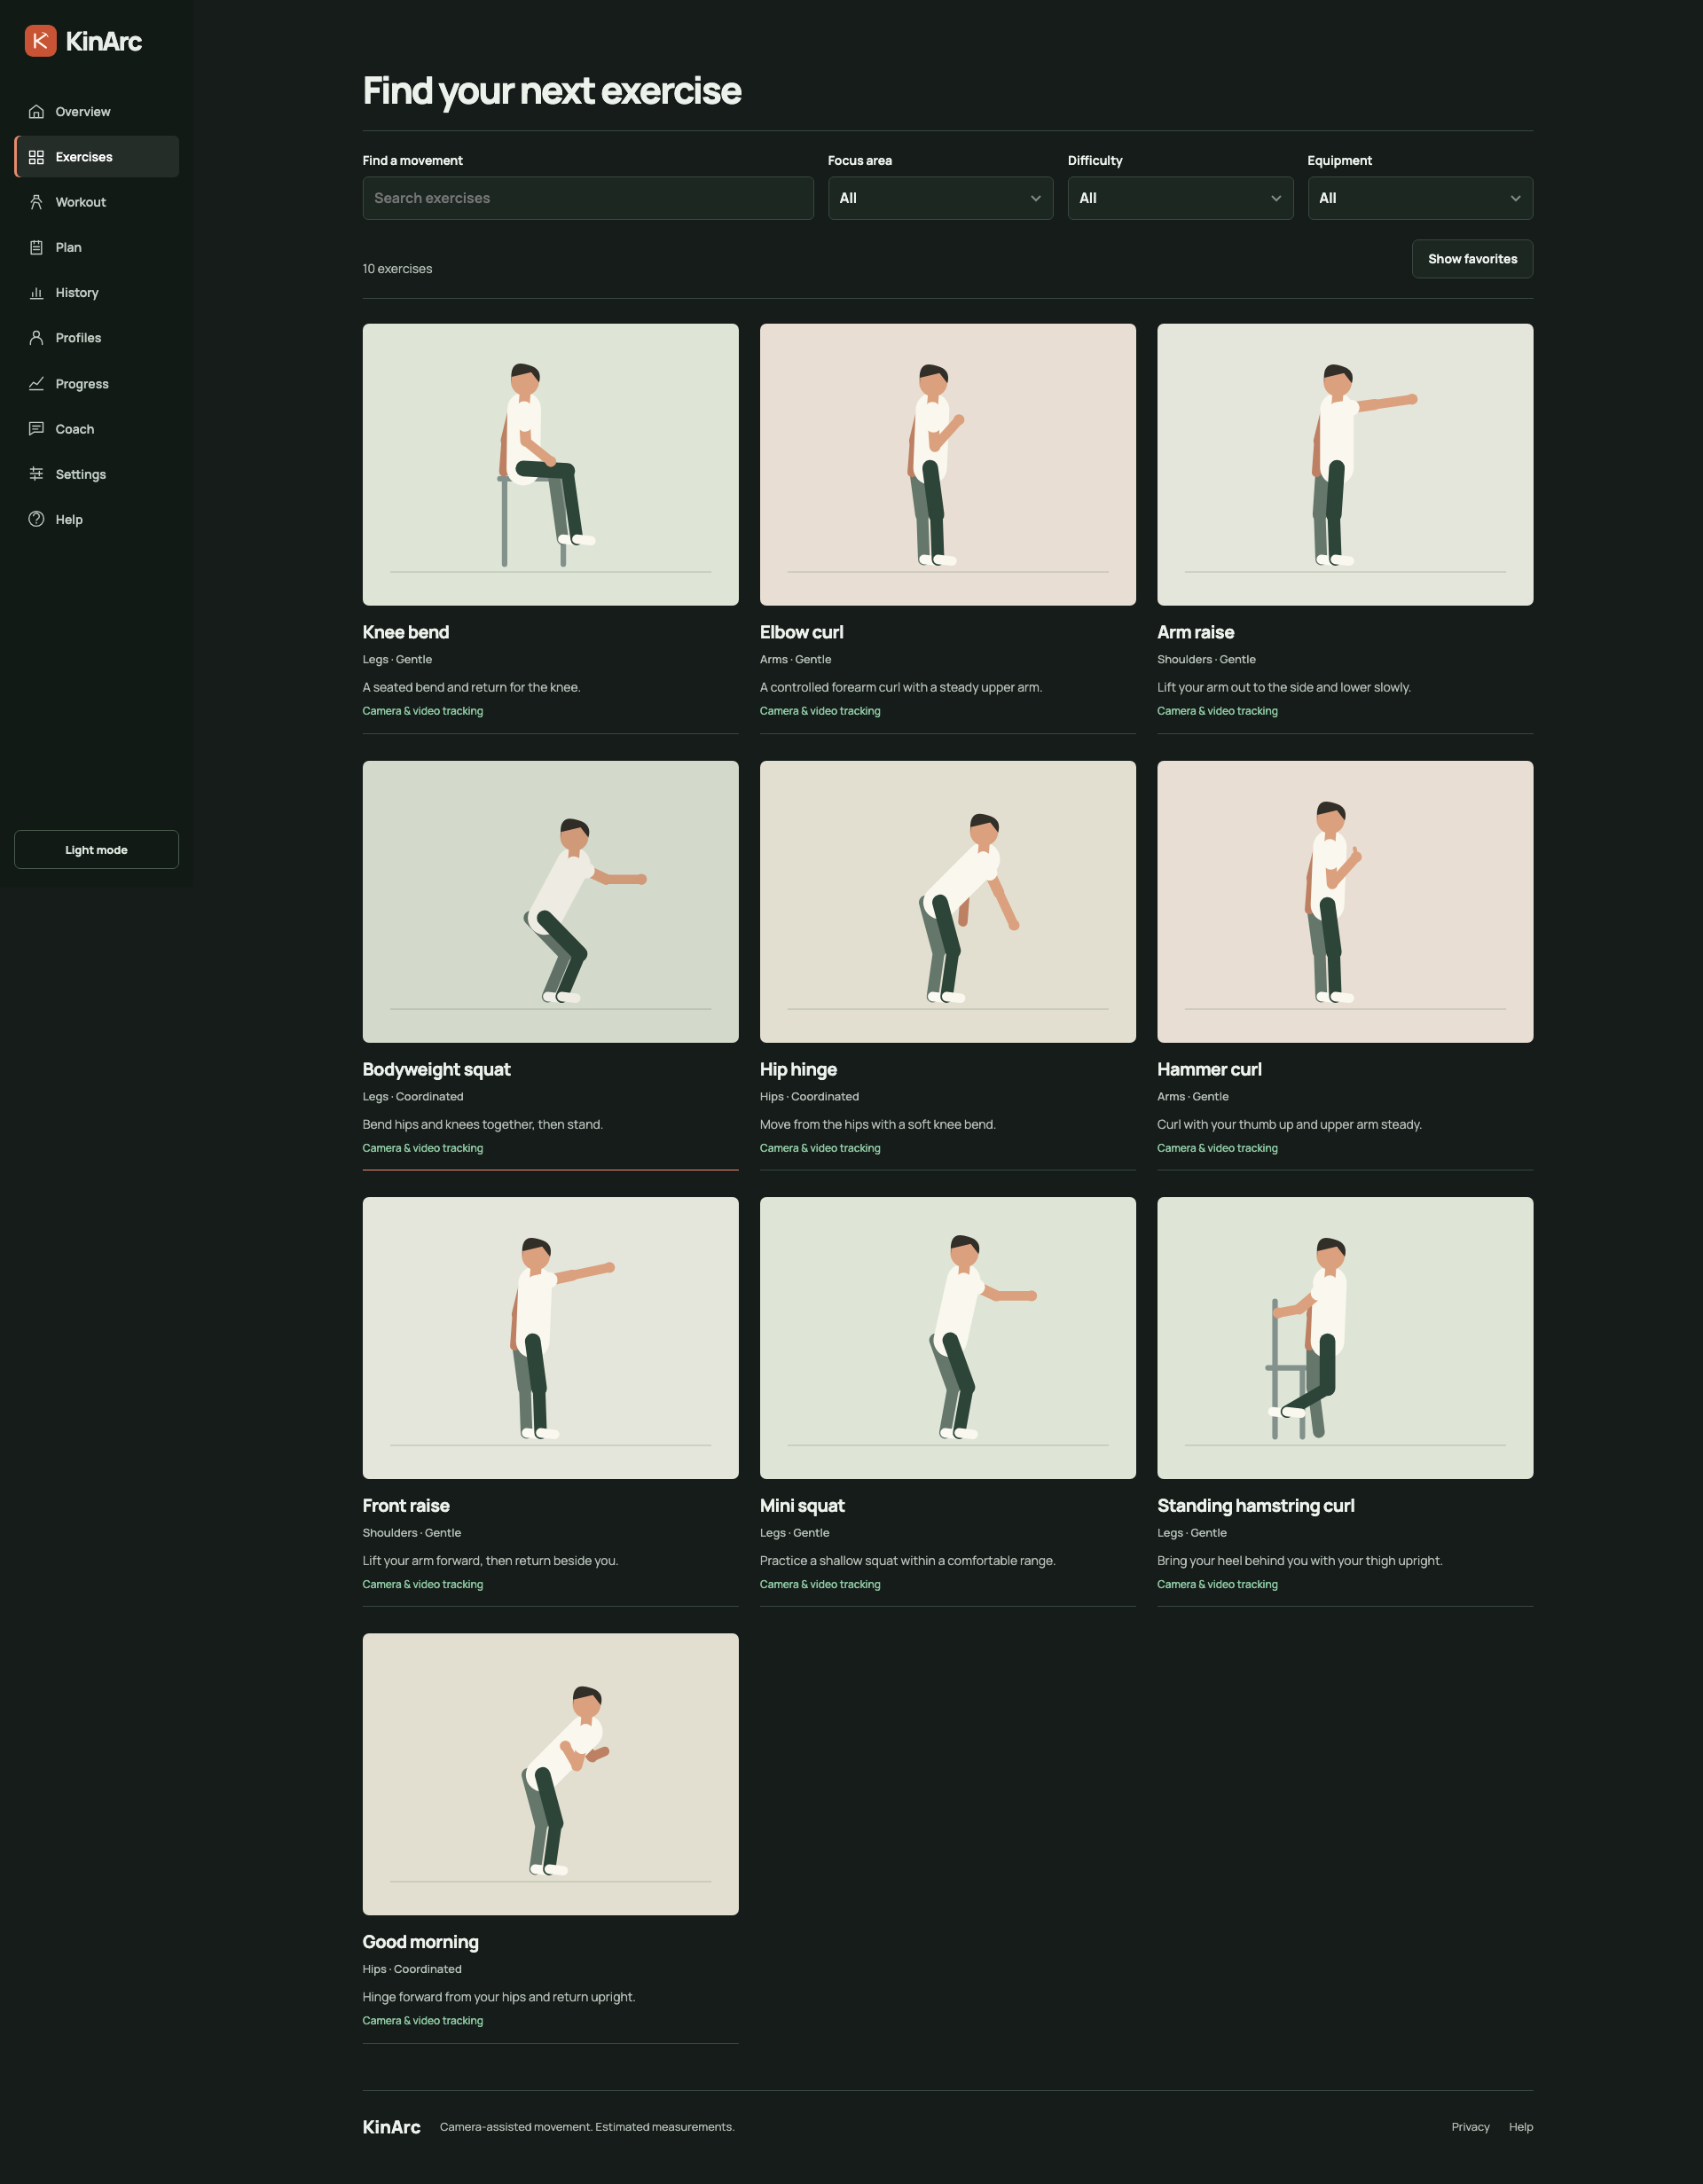 KinArc
Overview
Exercises
Workout
Plan
History
Profiles
Progress
Coach
Settings
Help
Light mode
Find your next exercise
Find a movement
Focus area
Difficulty
Equipment
Search exercises
All
All
All
10 exercises
Show favorites
Knee bend
Legs · Gentle
A seated bend and return for the knee.
Camera & video tracking
Elbow curl
Arms · Gentle
A controlled forearm curl with a steady upper arm.
Camera & video tracking
Arm raise
Shoulders · Gentle
Lift your arm out to the side and lower slowly.
Camera & video tracking
Bodyweight squat
Legs · Coordinated
Bend hips and knees together, then stand.
Camera & video tracking
Hip hinge
Hips · Coordinated
Move from the hips with a soft knee bend.
Camera & video tracking
Hammer curl
Arms · Gentle
Curl with your thumb up and upper arm steady.
Camera & video tracking
Front raise
Shoulders · Gentle
Lift your arm forward, then return beside you.
Camera & video tracking
Mini squat
Legs · Gentle
Practice a shallow squat within a comfortable range.
Camera & video tracking
Standing hamstring curl
Legs · Gentle
Bring your heel behind you with your thigh upright.
Camera & video tracking
Good morning
Hips · Coordinated
Hinge forward from your hips and return upright.
Camera & video tracking
KinArc
Camera-assisted movement. Estimated measurements.
Privacy
Help